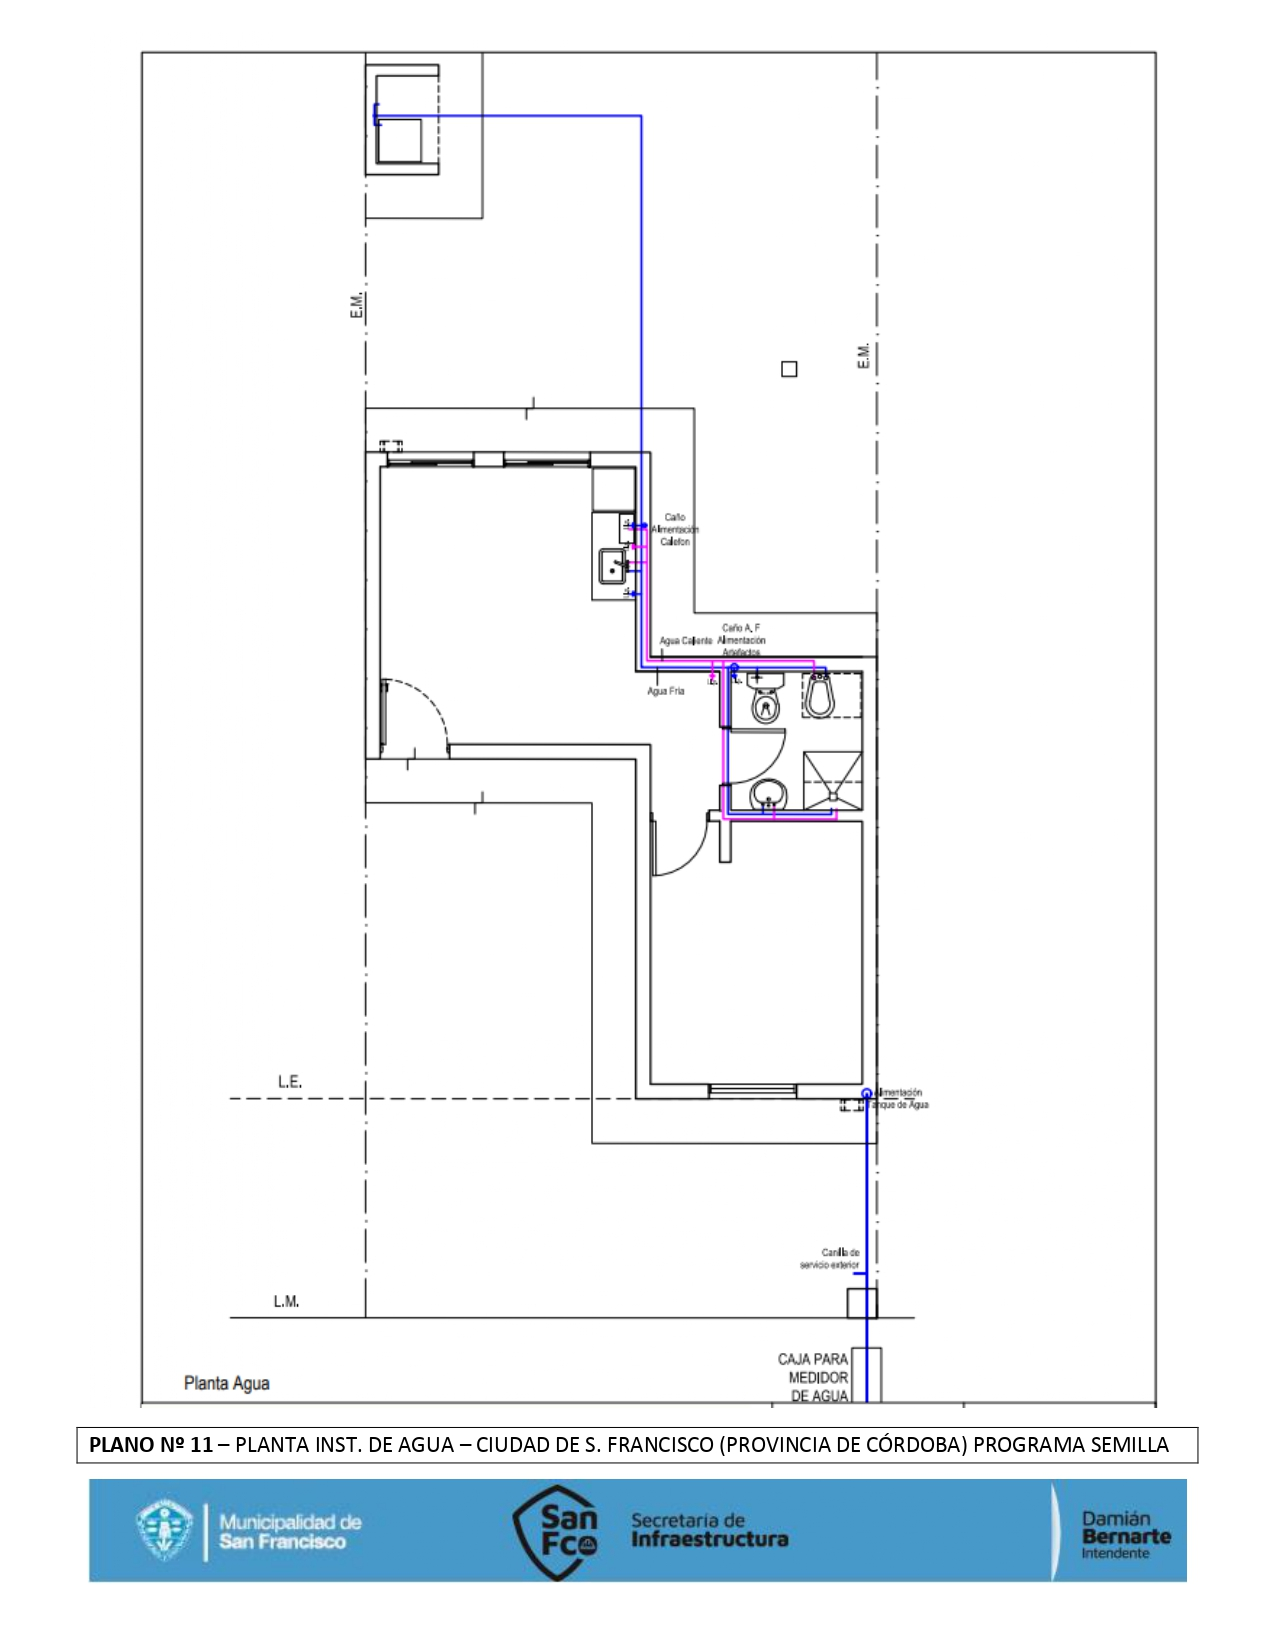 E.M.
E.M.
Caño
Alimentación
Calefon
Caño A. F
Agua Caliente Alimentación
Artefactos
Agua Fria
L.E.
Alimentación
Tanque de Agua
Canilla de
servicio exterior
L.M.
CAJA PARA
MEDIDOR
DE AGUA
Planta Agua
PLANO Nº 11 – PLANTA INST. DE AGUA – CIUDAD DE S. FRANCISCO (PROVINCIA DE CÓRDOBA) PROGRAMA SEMILLA
Municipalidad de
San Francisco
San
Fco
Secretaría de
Infraestructura
Damián
Bernarte
Intendente